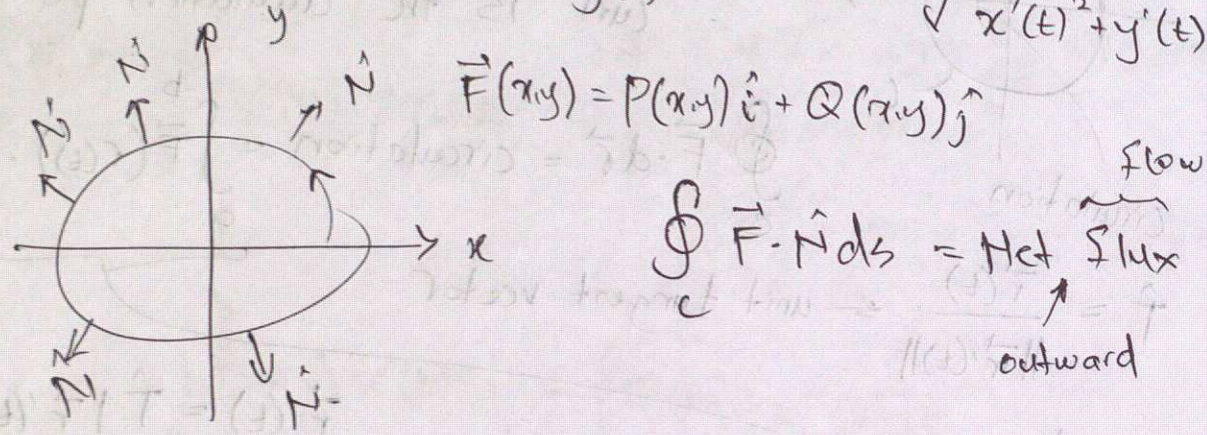 √ x'(t)² + y'(t)
y
N̂
N̂
N̂
F⃗(x,y) = P(x,y) î + Q(x,y) ĵ
flow
x
∮_C F⃗ · N̂ ds = Net flux
outward
N̂
N̂